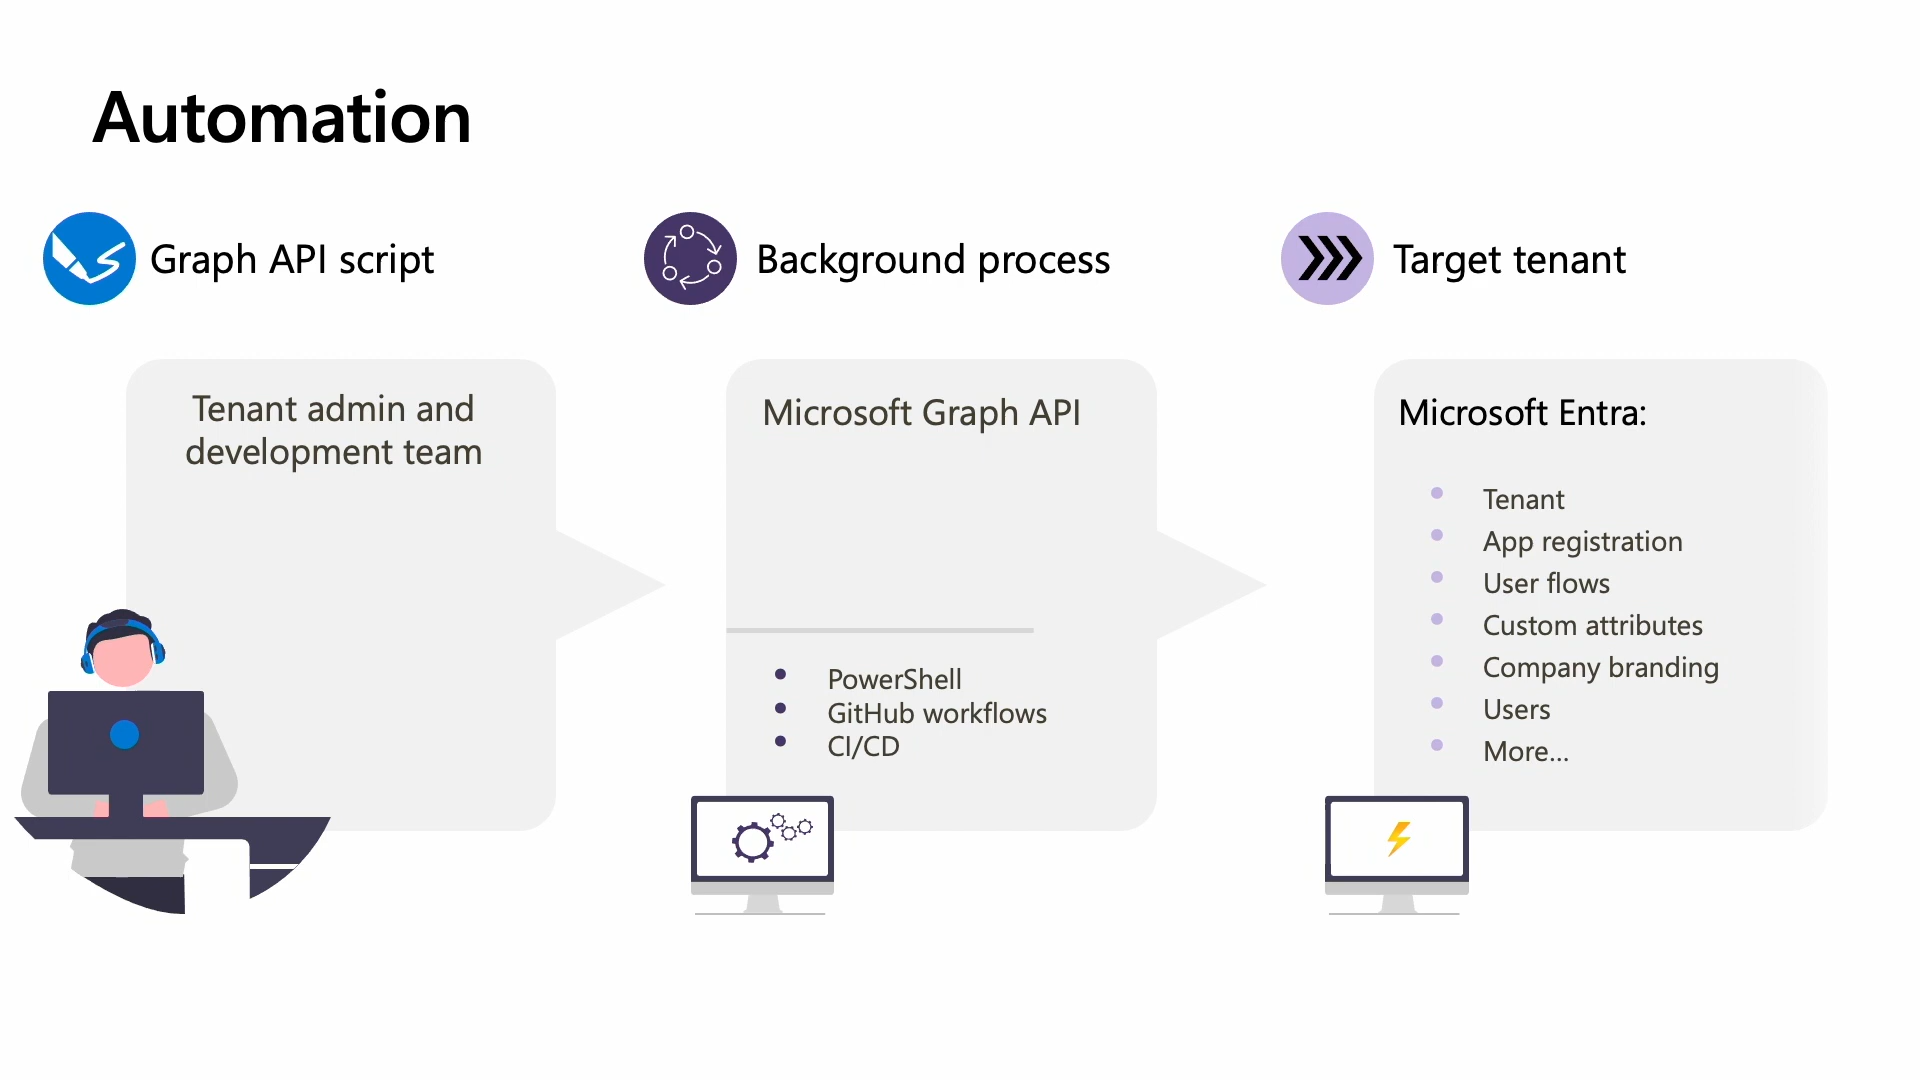 Automation
Graph API script
Background process
Target tenant
Tenant admin and
development team
Microsoft Graph API
PowerShell
GitHub workflows
CI/CD
Microsoft Entra:
Tenant
App registration
User flows
Custom attributes
Company branding
Users
More...